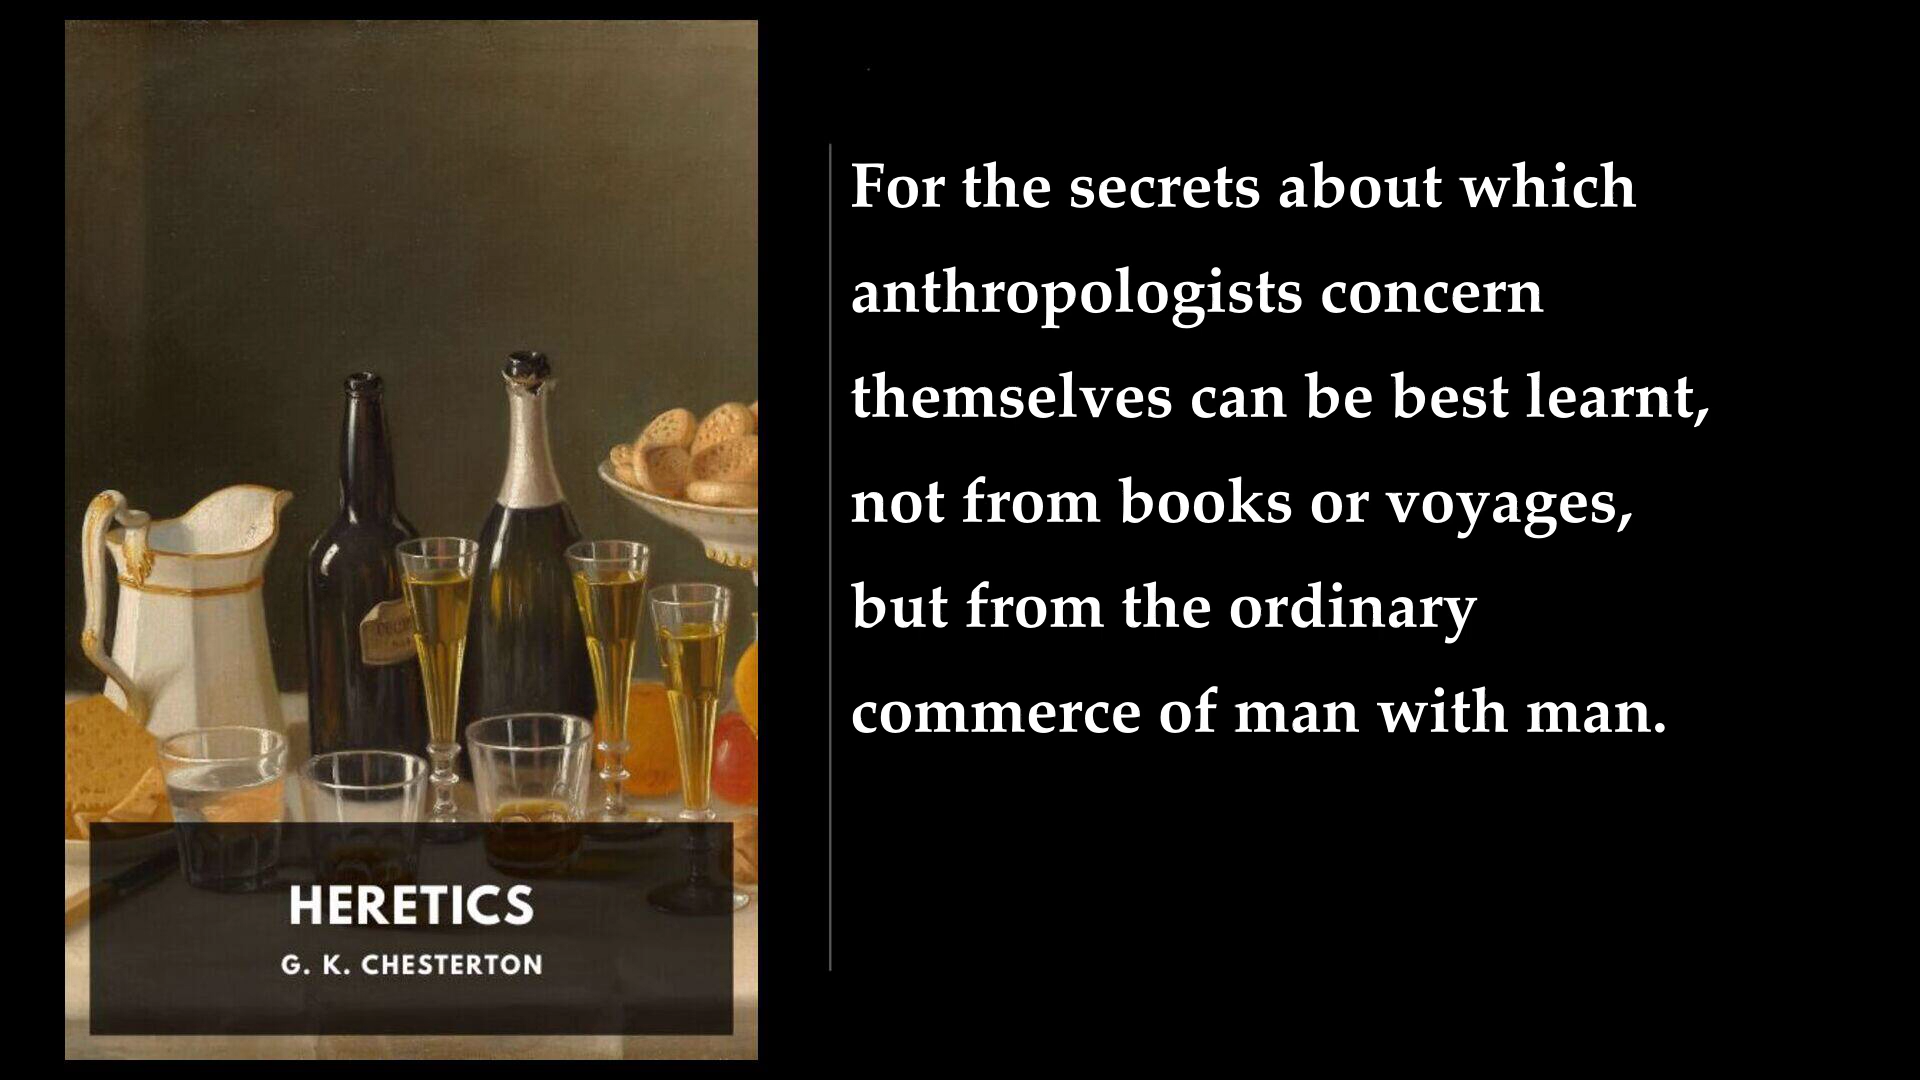 For the secrets about which
anthropologists concern
themselves can be best learnt,
not from books or voyages,
but from the ordinary
commerce of man with man.
HERETICS
G. K. CHESTERTON